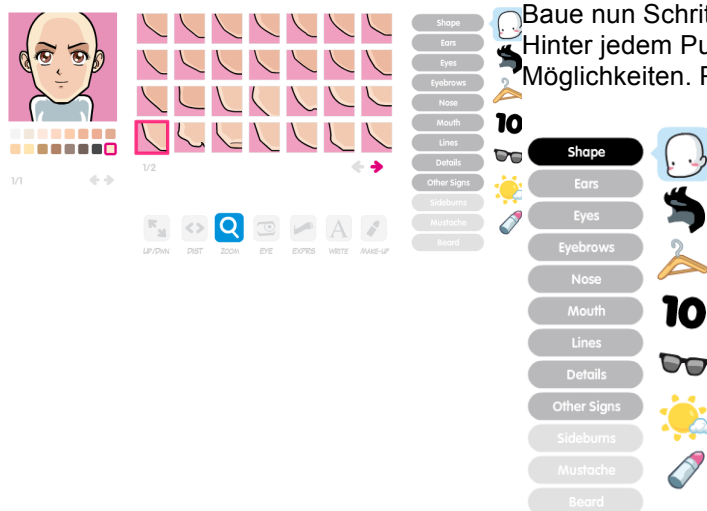 Baue nun Schrit
Hinter jedem Pu
Möglichkeiten. P
Shape
Ears
Eyes
Eyebrows
Nose
Mouth
Lines
Details
Other Signs
Sideburns
Mustache
Beard
10
1/1
1/2
UP/DWN DIST ZOOM EYE EXPRS WRITE MAKE-UP
A
Shape
Ears
Eyes
Eyebrows
Nose
Mouth
Lines
Details
Other Signs
Sideburns
Mustache
Beard
10